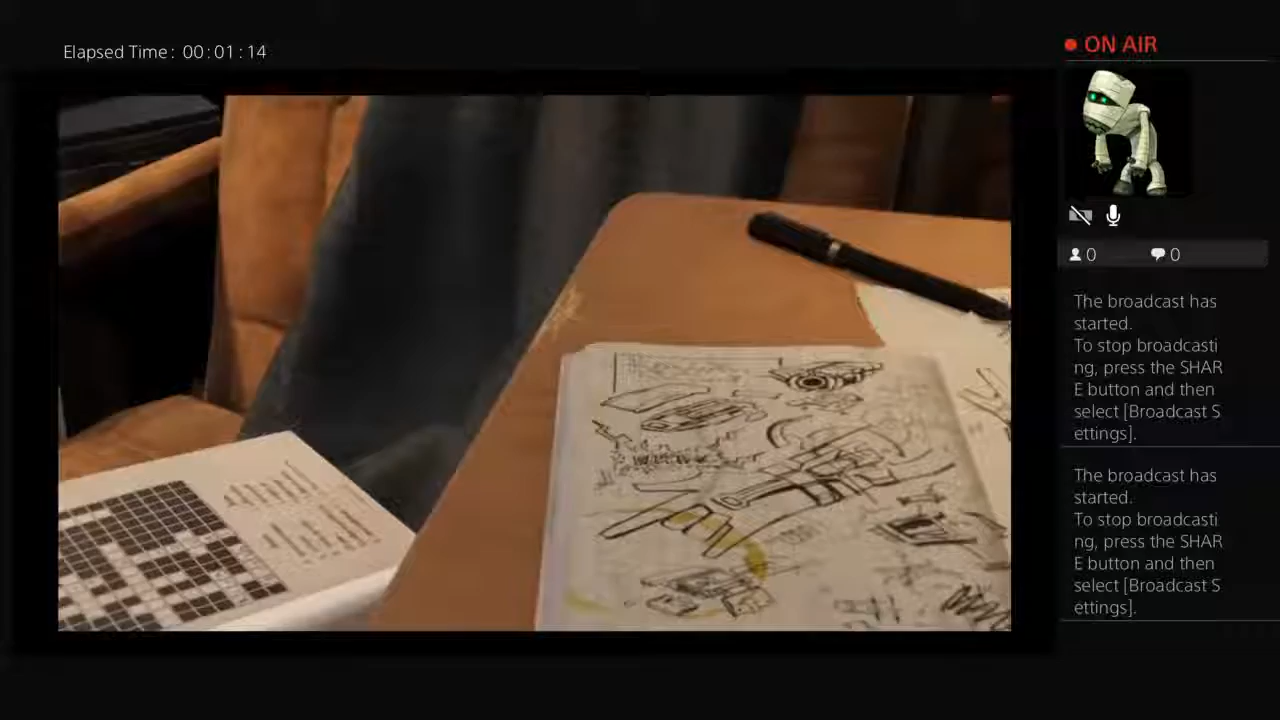 Elapsed Time: 00:01:14
ON AIR
0
0
The broadcast has
started.
To stop broadcasti
ng, press the SHAR
E button and then
select [Broadcast S
ettings].
The broadcast has
started.
To stop broadcasti
ng, press the SHAR
E button and then
select [Broadcast S
ettings].